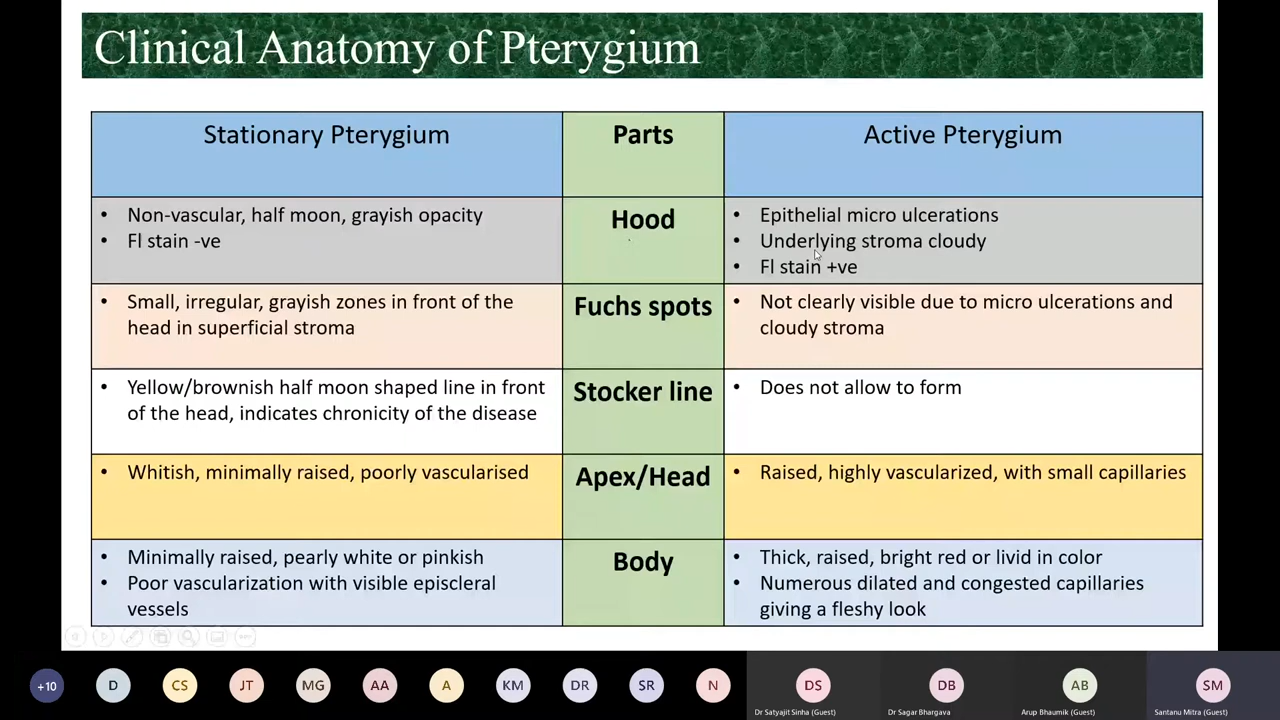 Clinical Anatomy of Pterygium
Stationary Pterygium
Parts
Active Pterygium
• Non-vascular, half moon, grayish opacity
• Fl stain -ve
Hood
• Epithelial micro ulcerations
• Underlying stroma cloudy
• Fl stain +ve
• Small, irregular, grayish zones in front of the
head in superficial stroma
Fuchs spots
• Not clearly visible due to micro ulcerations and
cloudy stroma
• Yellow/brownish half moon shaped line in front
of the head, indicates chronicity of the disease
Stocker line
• Does not allow to form
• Whitish, minimally raised, poorly vascularised
Apex/Head
• Raised, highly vascularized, with small capillaries
• Minimally raised, pearly white or pinkish
• Poor vascularization with visible episcleral
vessels
Body
• Thick, raised, bright red or livid in color
• Numerous dilated and congested capillaries
giving a fleshy look
+10
D
CS
JT
MG
AA
A
KM
DR
SR
N
DS
DB
AB
SM
Dr Satyajit Sinha (Guest)
Dr Sagar Bhargava
Arup Bhaumik (Guest)
Santanu Mitra (Guest)